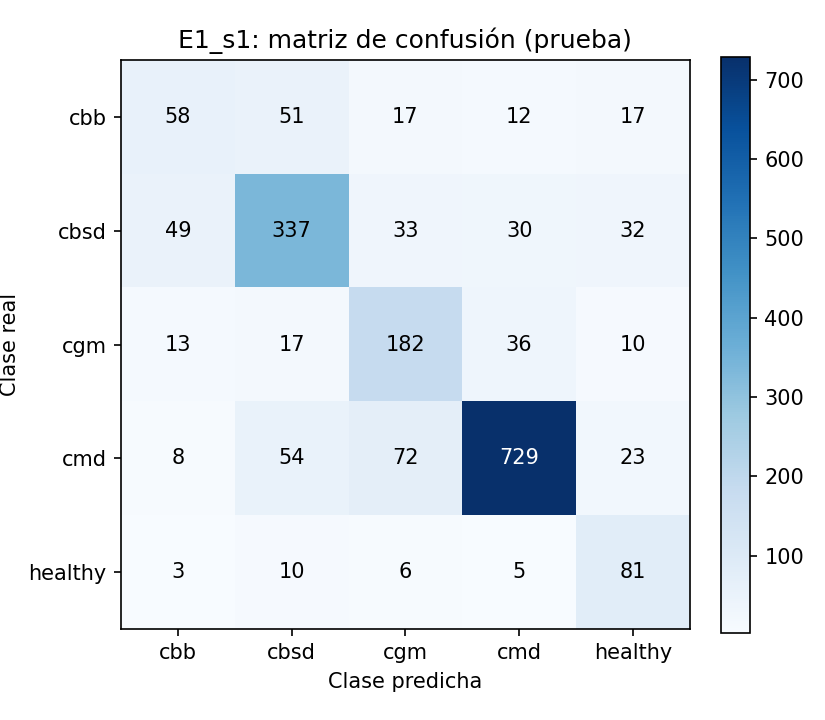 E1_s1: matriz de confusión (prueba)
cbb 58 51 17 12 17
cbsd 49 337 33 30 32
cgm 13 17 182 36 10
cmd 8 54 72 729 23
healthy 3 10 6 5 81
cbb cbsd cgm cmd healthy
Clase predicha
Clase real
700
600
500
400
300
200
100